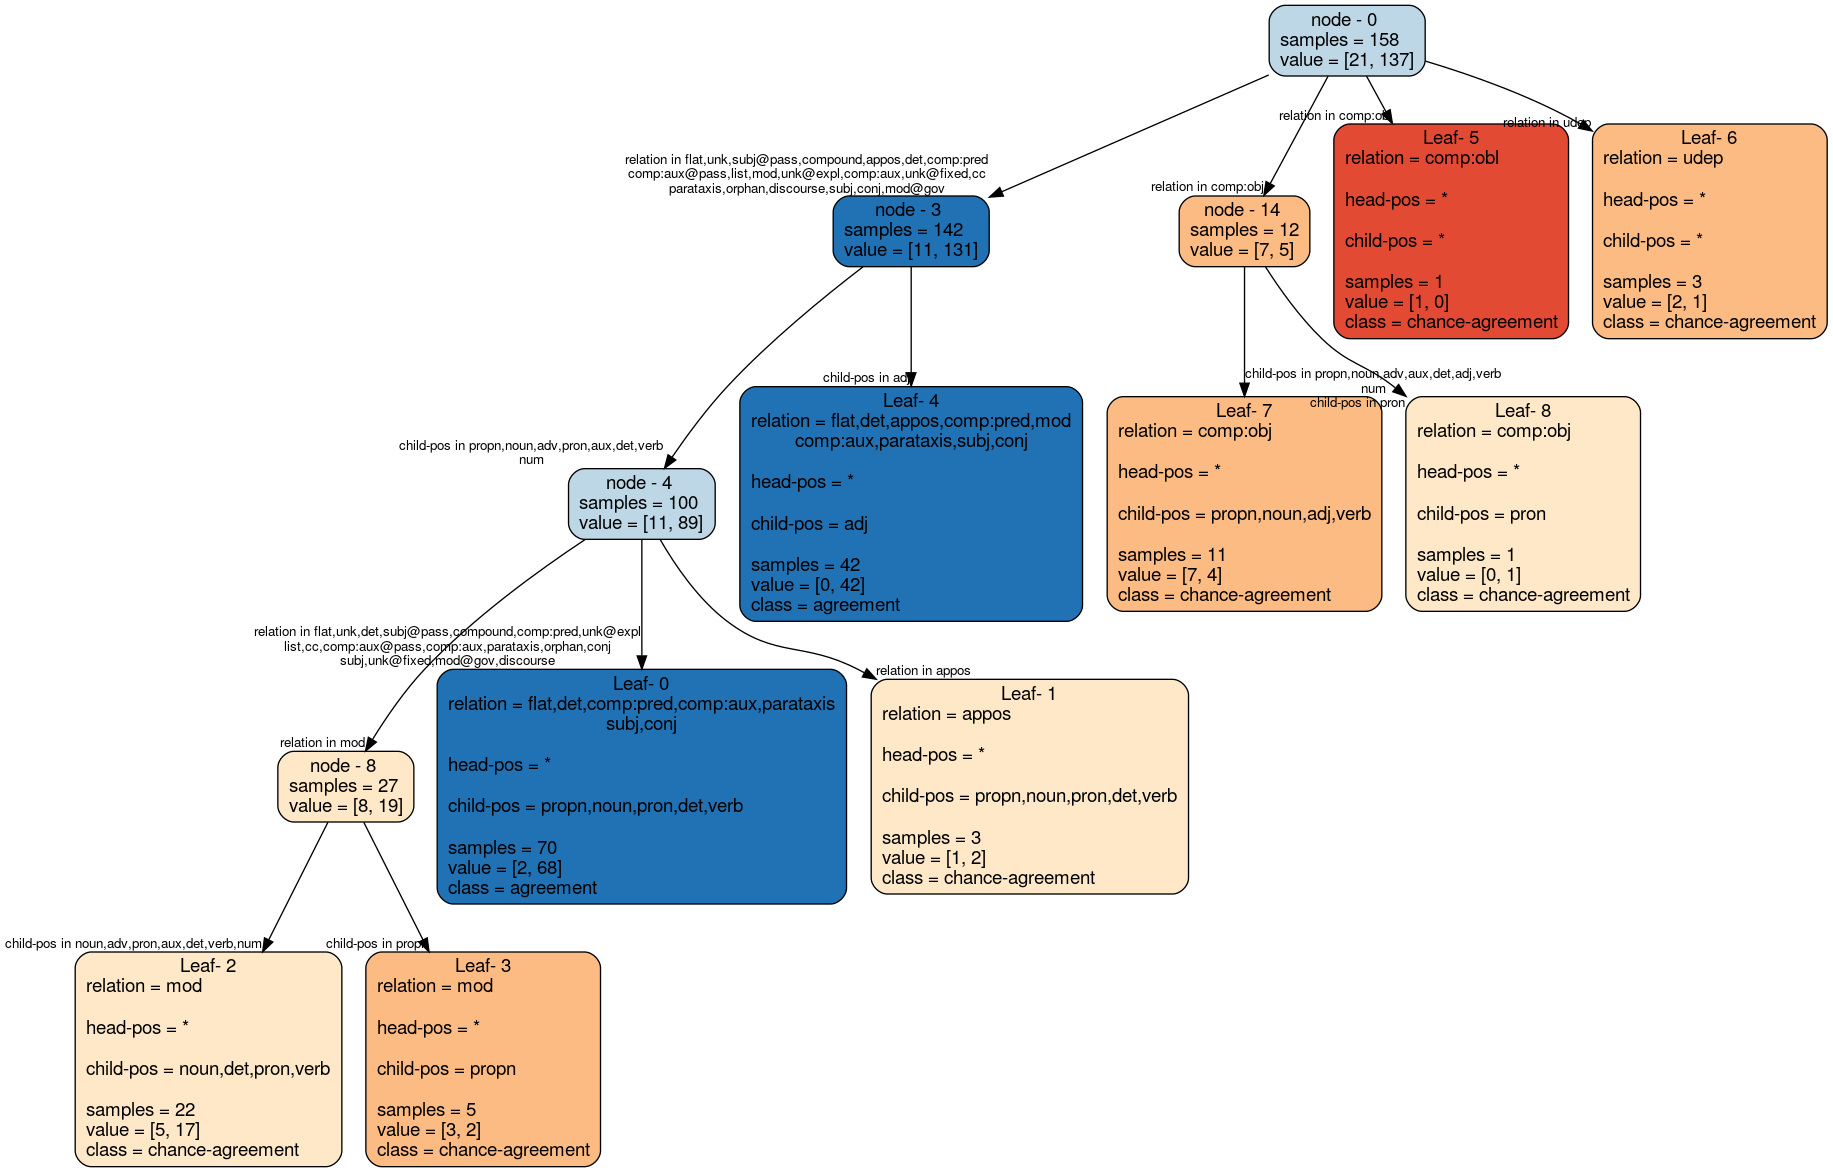 node - 0
samples = 158
value = [21, 137]
relation in comp:obl
relation in udep
Leaf- 5
relation = comp:obl
head-pos = *
child-pos = *
samples = 1
value = [1, 0]
class = chance-agreement
Leaf- 6
relation = udep
head-pos = *
child-pos = *
samples = 3
value = [2, 1]
class = chance-agreement
relation in flat,unk,subj@pass,compound,appos,det,comp:pred
comp:aux@pass,list,mod,unk@expl,comp:aux,unk@fixed,cc
parataxis,orphan,discourse,subj,conj,mod@gov
node - 3
samples = 142
value = [11, 131]
relation in comp:obj
node - 14
samples = 12
value = [7, 5]
child-pos in adj
Leaf- 4
relation = flat,det,appos,comp:pred,mod
comp:aux,parataxis,subj,conj
head-pos = *
child-pos = adj
samples = 42
value = [0, 42]
class = agreement
child-pos in propn,noun,adv,aux,det,adj,verb
num
Leaf- 7
relation = comp:obj
head-pos = *
child-pos = propn,noun,adj,verb
samples = 11
value = [7, 4]
class = chance-agreement
child-pos in pron
Leaf- 8
relation = comp:obj
head-pos = *
child-pos = pron
samples = 1
value = [0, 1]
class = chance-agreement
child-pos in propn,noun,adv,pron,aux,det,verb
num
node - 4
samples = 100
value = [11, 89]
relation in flat,unk,det,subj@pass,compound,comp:pred,unk@expl
list,cc,comp:aux@pass,comp:aux,parataxis,orphan,conj
subj,unk@fixed,mod@gov,discourse
Leaf- 0
relation = flat,det,comp:pred,comp:aux,parataxis
subj,conj
head-pos = *
child-pos = propn,noun,pron,det,verb
samples = 70
value = [2, 68]
class = agreement
relation in appos
Leaf- 1
relation = appos
head-pos = *
child-pos = propn,noun,pron,det,verb
samples = 3
value = [1, 2]
class = chance-agreement
relation in mod
node - 8
samples = 27
value = [8, 19]
child-pos in noun,adv,pron,aux,det,verb,num
Leaf- 2
relation = mod
head-pos = *
child-pos = noun,det,pron,verb
samples = 22
value = [5, 17]
class = chance-agreement
child-pos in propn
Leaf- 3
relation = mod
head-pos = *
child-pos = propn
samples = 5
value = [3, 2]
class = chance-agreement